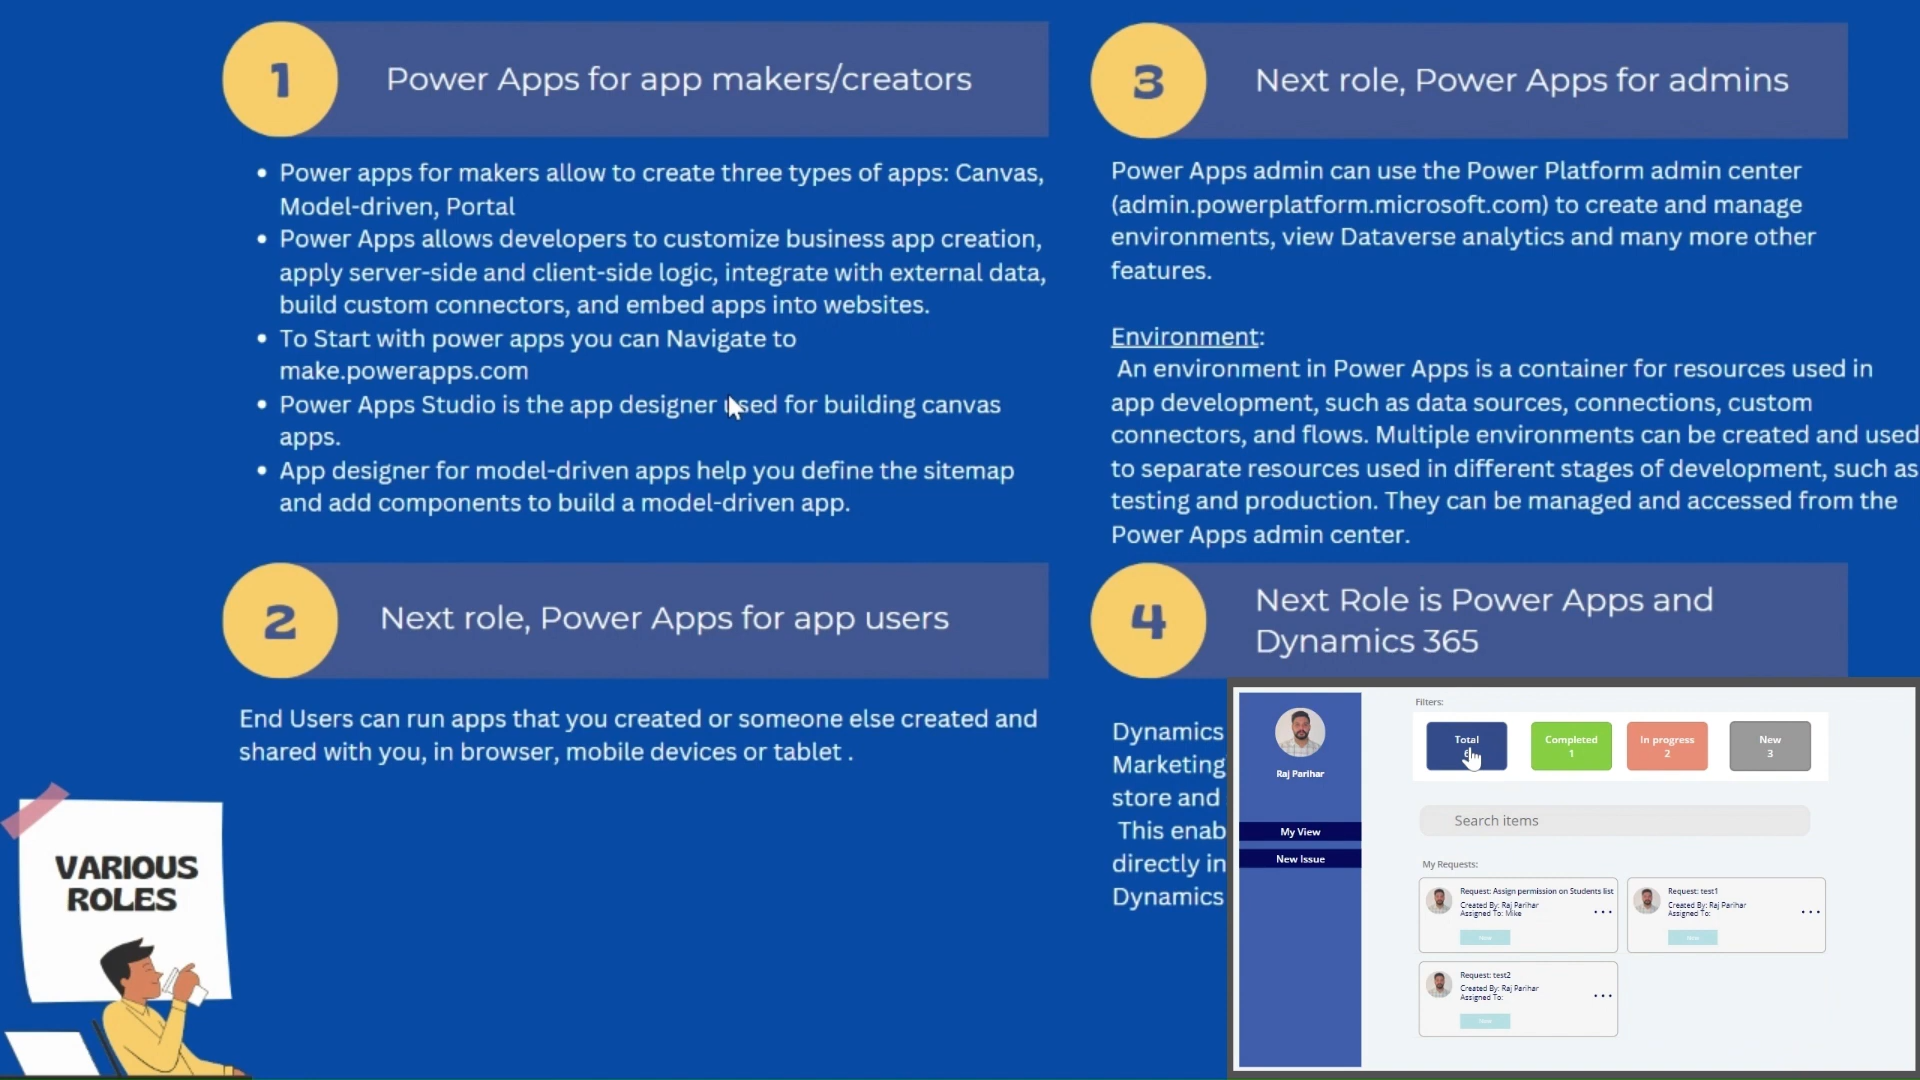 1
Power Apps for app makers/creators
• Power apps for makers allow to create three types of apps: Canvas,
Model-driven, Portal
• Power Apps allows developers to customize business app creation,
apply server-side and client-side logic, integrate with external data,
build custom connectors, and embed apps into websites.
• To Start with power apps you can Navigate to
make.powerapps.com
• Power Apps Studio is the app designer used for building canvas
apps.
• App designer for model-driven apps help you define the sitemap
and add components to build a model-driven app.
2
Next role, Power Apps for app users
End Users can run apps that you created or someone else created and
shared with you, in browser, mobile devices or tablet .
VARIOUS
ROLES
3
Next role, Power Apps for admins
Power Apps admin can use the Power Platform admin center
(admin.powerplatform.microsoft.com) to create and manage
environments, view Dataverse analytics and many more other
features.
Environment:
An environment in Power Apps is a container for resources used in
app development, such as data sources, connections, custom
connectors, and flows. Multiple environments can be created and used
to separate resources used in different stages of development, such as
testing and production. They can be managed and accessed from the
Power Apps admin center.
4
Next Role is Power Apps and
Dynamics 365
Dynamics
Marketing
store and
This enab
directly in
Dynamics
Raj Parihar
My View
New Issue
Filters:
Total
Completed
1
In progress
2
New
3
Search items
My Requests:
Request: Assign permission on Students list
Created By: Raj Parihar
Assigned To: Mike
New
Request: test1
Created By: Raj Parihar
Assigned To:
New
Request: test2
Created By: Raj Parihar
Assigned To:
New